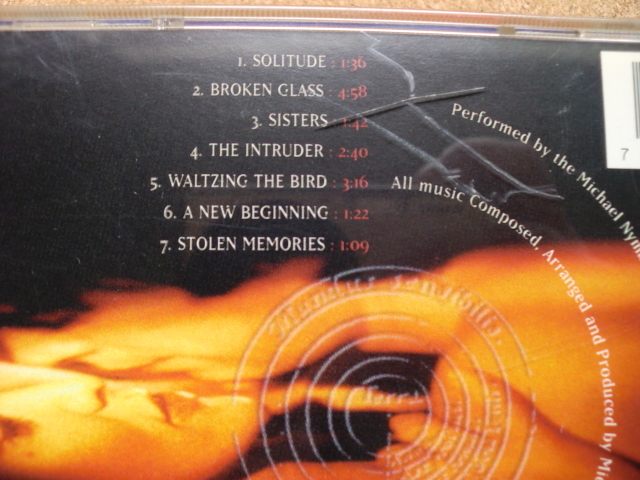 1. SOLITUDE : 1:36
2. BROKEN GLASS : 4:58
3. SISTERS : 1:42
4. THE INTRUDER : 2:40
5. WALTZING THE BIRD : 3:16
6. A NEW BEGINNING : 1:22
7. STOLEN MEMORIES : 1:09
Performed by the Michael Nym
All music Composed, Arranged and Produced by Mic
7